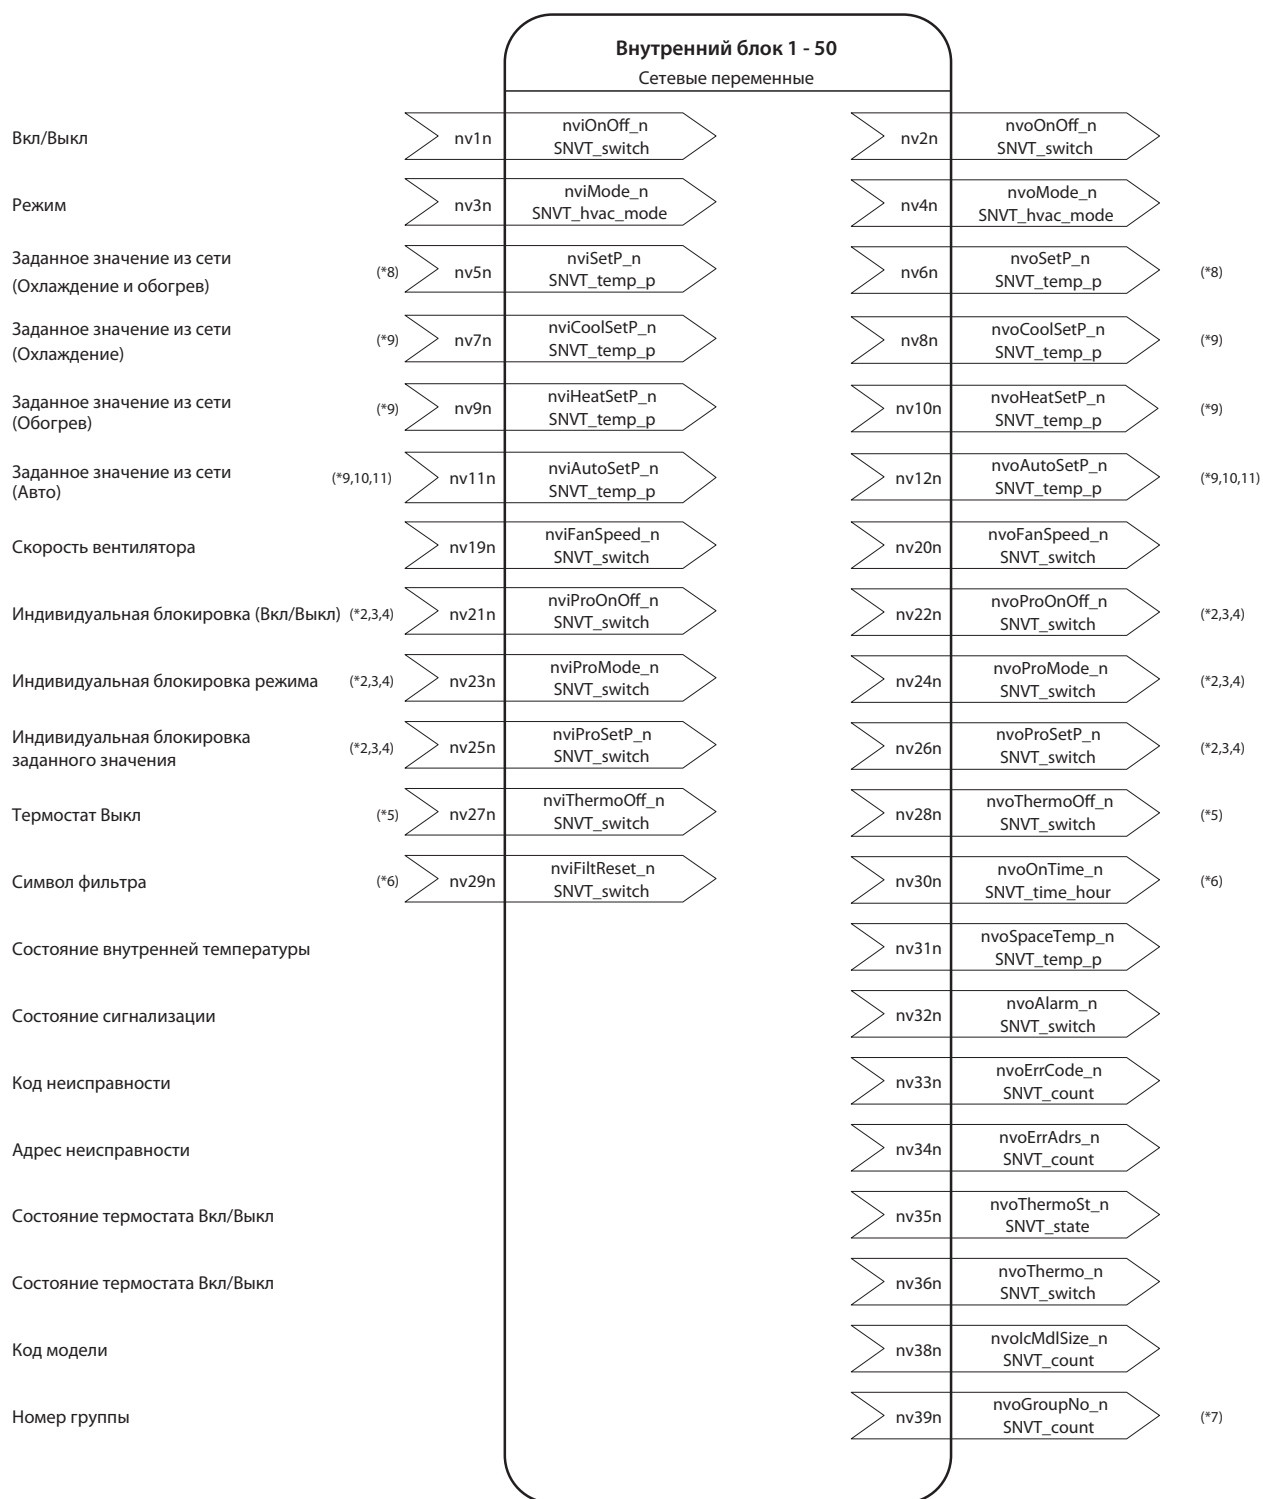 Внутренний блок 1 - 50
Сетевые переменные
Вкл/Выкл
nv1n
nviOnOff_n
SNVT_switch
nv2n
nvoOnOff_n
SNVT_switch
Режим
nv3n
nviMode_n
SNVT_hvac_mode
nv4n
nvoMode_n
SNVT_hvac_mode
Заданное значение из сети
(Охлаждение и обогрев)
(*8)
nv5n
nviSetP_n
SNVT_temp_p
nv6n
nvoSetP_n
SNVT_temp_p
(*8)
Заданное значение из сети
(Охлаждение)
(*9)
nv7n
nviCoolSetP_n
SNVT_temp_p
nv8n
nvoCoolSetP_n
SNVT_temp_p
(*9)
Заданное значение из сети
(Обогрев)
(*9)
nv9n
nviHeatSetP_n
SNVT_temp_p
nv10n
nvoHeatSetP_n
SNVT_temp_p
(*9)
Заданное значение из сети
(Авто)
(*9,10,11)
nv11n
nviAutoSetP_n
SNVT_temp_p
nv12n
nvoAutoSetP_n
SNVT_temp_p
(*9,10,11)
Скорость вентилятора
nv19n
nviFanSpeed_n
SNVT_switch
nv20n
nvoFanSpeed_n
SNVT_switch
Индивидуальная блокировка (Вкл/Выкл)
(*2,3,4)
nv21n
nviProOnOff_n
SNVT_switch
nv22n
nvoProOnOff_n
SNVT_switch
(*2,3,4)
Индивидуальная блокировка режима
(*2,3,4)
nv23n
nviProMode_n
SNVT_switch
nv24n
nvoProMode_n
SNVT_switch
(*2,3,4)
Индивидуальная блокировка
заданного значения
(*2,3,4)
nv25n
nviProSetP_n
SNVT_switch
nv26n
nvoProSetP_n
SNVT_switch
(*2,3,4)
Термостат Выкл
(*5)
nv27n
nviThermoOff_n
SNVT_switch
nv28n
nvoThermoOff_n
SNVT_switch
(*5)
Символ фильтра
(*6)
nv29n
nviFiltReset_n
SNVT_switch
nv30n
nvoOnTime_n
SNVT_time_hour
(*6)
Состояние внутренней температуры
nv31n
nvoSpaceTemp_n
SNVT_temp_p
Состояние сигнализации
nv32n
nvoAlarm_n
SNVT_switch
Код неисправности
nv33n
nvoErrCode_n
SNVT_count
Адрес неисправности
nv34n
nvoErrAdrs_n
SNVT_count
Состояние термостата Вкл/Выкл
nv35n
nvoThermoSt_n
SNVT_state
Состояние термостата Вкл/Выкл
nv36n
nvoThermo_n
SNVT_switch
Код модели
nv38n
nvoIcMdlSize_n
SNVT_count
Номер группы
nv39n
nvoGroupNo_n
SNVT_count
(*7)